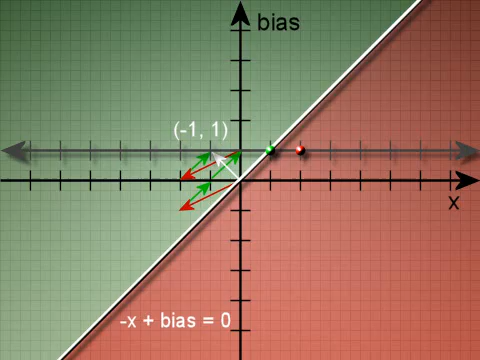 bias
(-1, 1)
x
-x + bias = 0